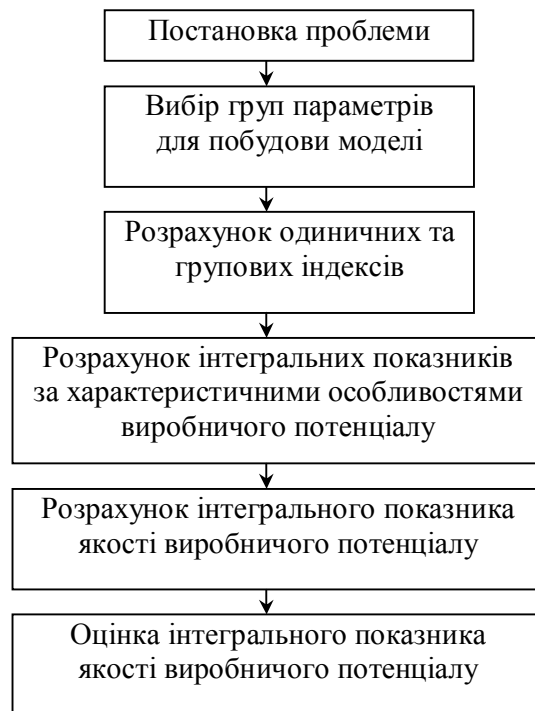 Постановка проблеми
Вибір груп параметрів
для побудови моделі
Розрахунок одиничних та
групових індексів
Розрахунок інтегральних показників
за характеристичними особливостями
виробничого потенціалу
Розрахунок інтегрального показника
якості виробничого потенціалу
Оцінка інтегрального показника
якості виробничого потенціалу